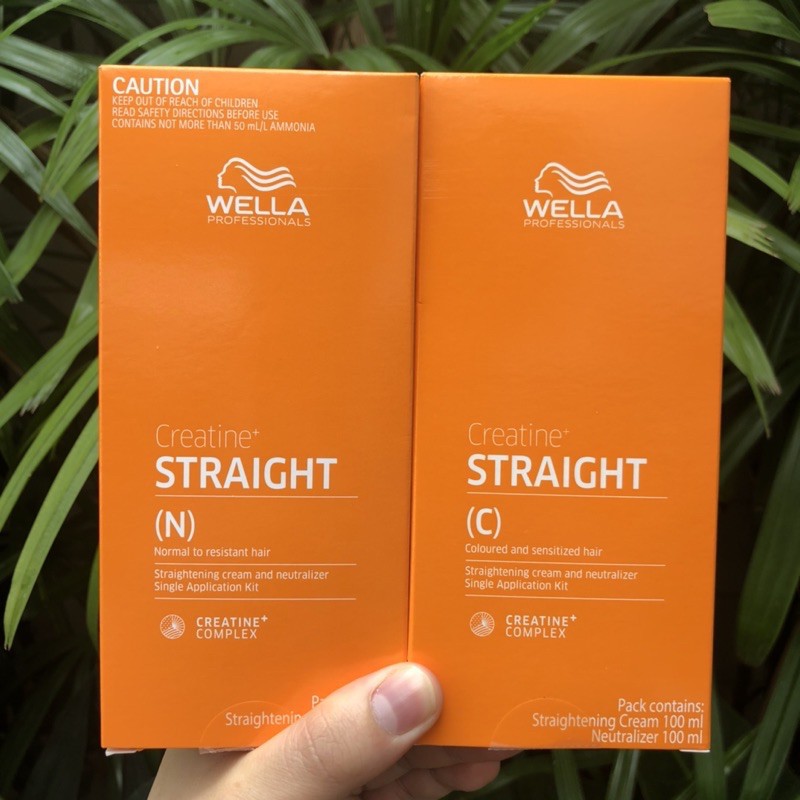 CAUTION
KEEP OUT OF REACH OF CHILDREN
READ SAFETY DIRECTIONS BEFORE USE
CONTAINS NOT MORE THAN 50 mL/L AMMONIA
WELLA
PROFESSIONALS
Creatine+
STRAIGHT
(N)
Normal to resistant hair
Straightening cream and neutralizer
Single Application Kit
CREATINE+
COMPLEX
WELLA
PROFESSIONALS
Creatine+
STRAIGHT
(C)
Coloured and sensitized hair
Straightening cream and neutralizer
Single Application Kit
CREATINE+
COMPLEX
Pack contains:
Straightening Cream 100 ml
Neutralizer 100 ml